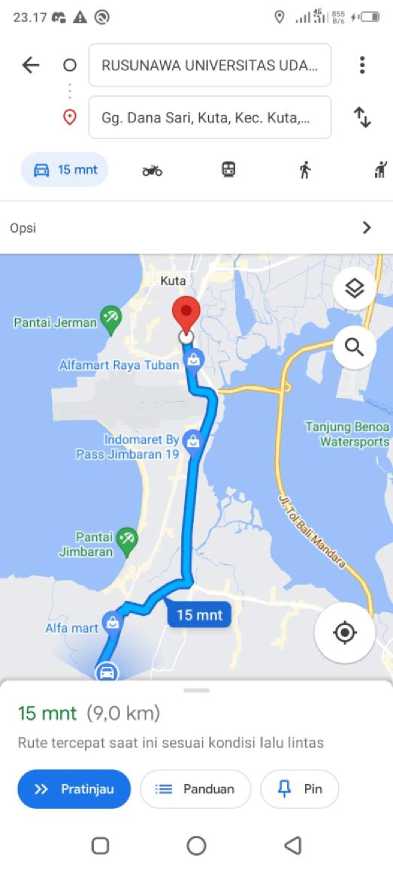 23.17
4G
855
B/s
RUSUNAWA UNIVERSITAS UDA...
Gg. Dana Sari, Kuta, Kec. Kuta,...
15 mnt
Opsi
Kuta
Pantai Jerman
Alfamart Raya Tuban
Tanjung Benoa
Watersports
Indomaret By
Pass Jimbaran 19
Jl. Tol Bali Mandara
Pantai
Jimbaran
15 mnt
Alfa mart
15 mnt (9,0 km)
Rute tercepat saat ini sesuai kondisi lalu lintas
Pratinjau
Panduan
Pin